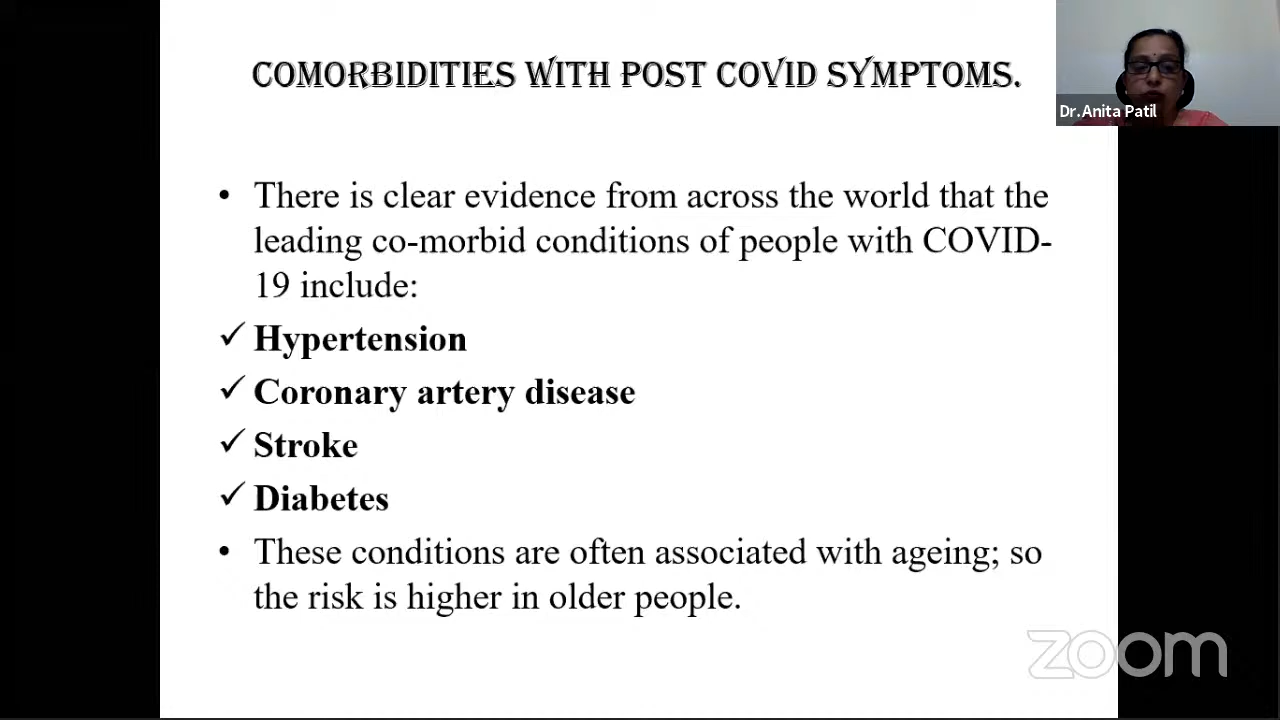 COMORBIDITIES WITH POST COVID SYMPTOMS.
Dr.Anita Patil
• There is clear evidence from across the world that the
leading co-morbid conditions of people with COVID-
19 include:
✓ Hypertension
✓ Coronary artery disease
✓ Stroke
✓ Diabetes
• These conditions are often associated with ageing; so
the risk is higher in older people.
zoom